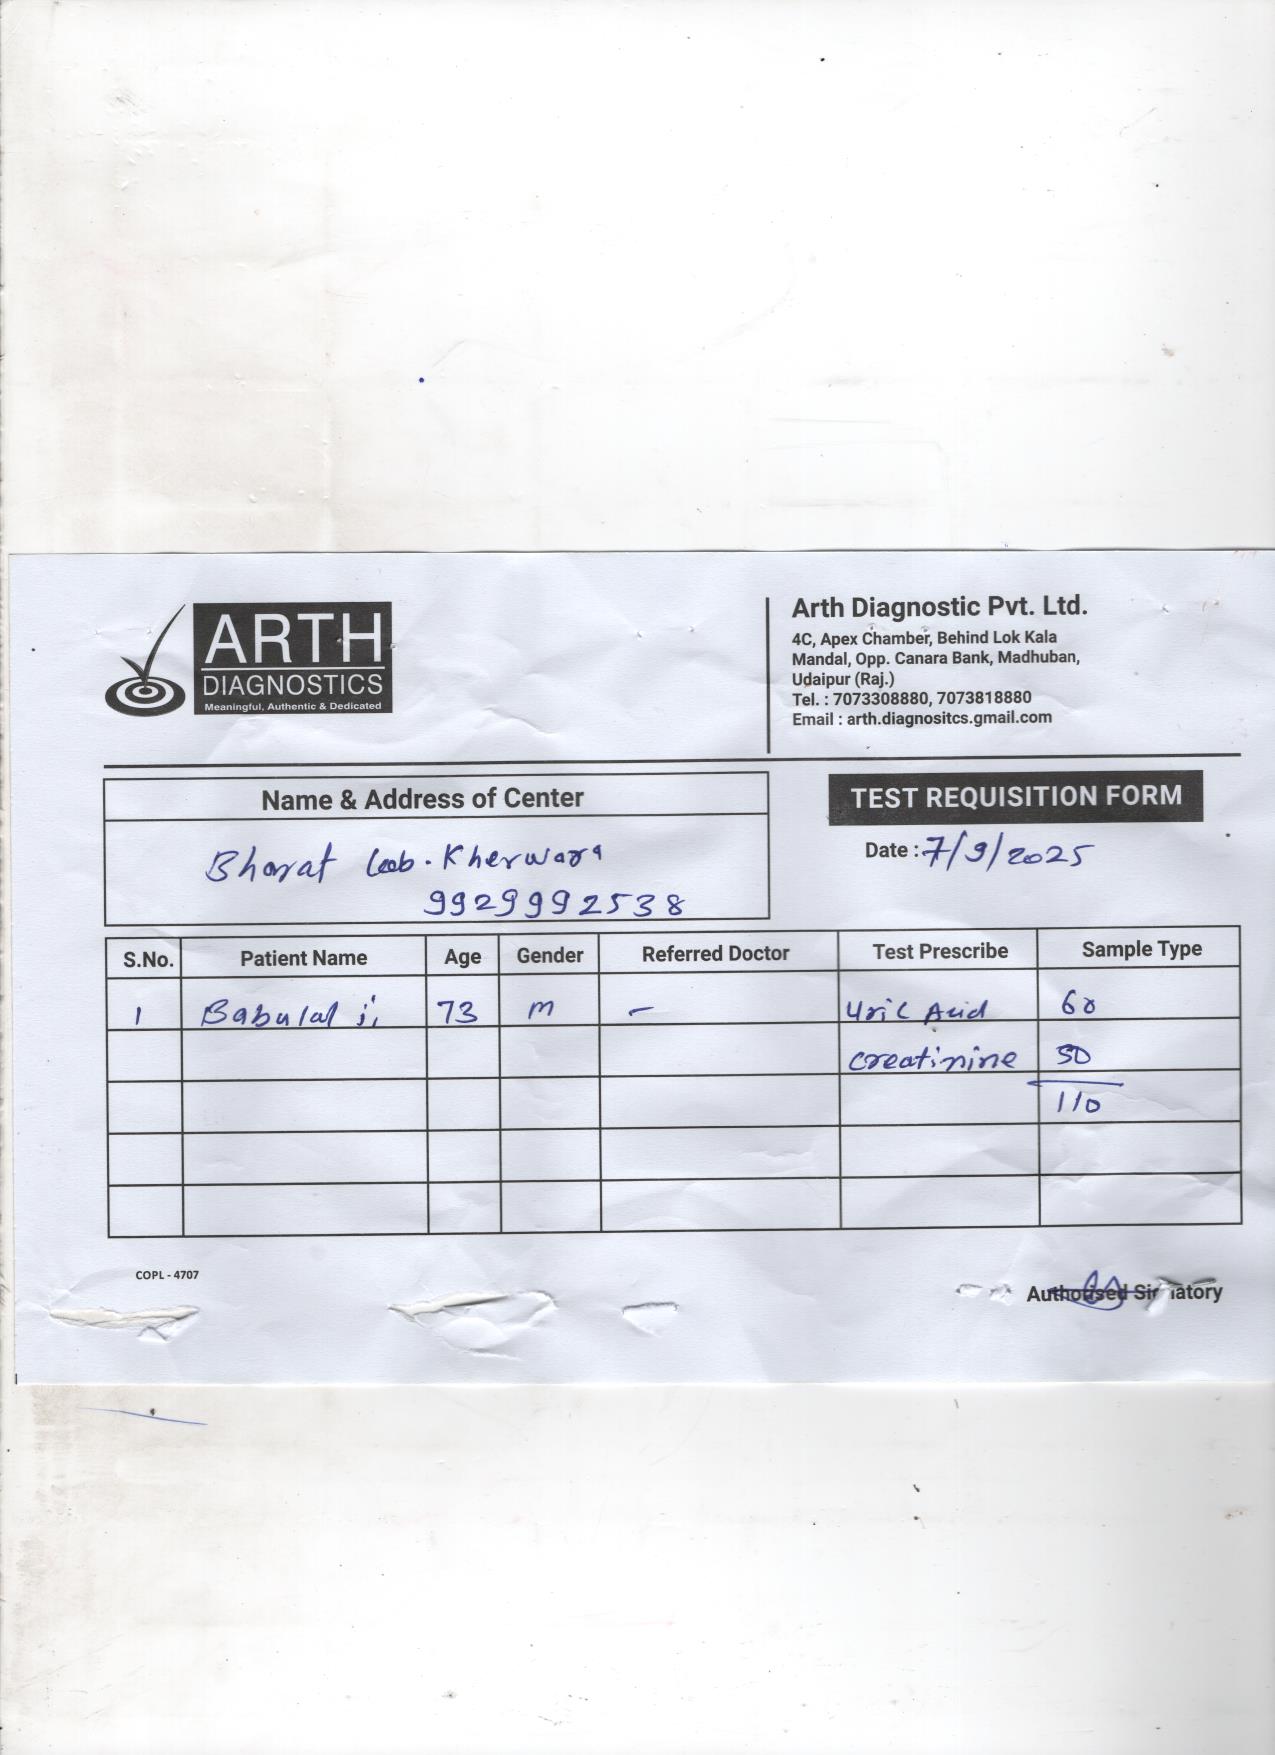 ARTH
DIAGNOSTICS
Meaningful, Authentic & Dedicated
Arth Diagnostic Pvt. Ltd.
4C, Apex Chamber, Behind Lok Kala
Mandal, Opp. Canara Bank, Madhuban,
Udaipur (Raj.)
Tel. : 7073308880, 7073818880
Email : arth.diagnositcs.gmail.com
Name & Address of Center
Bharat Lab. Kherwara
9929992538
TEST REQUISITION FORM
Date : 7/9/2025
S.No. Patient Name Age Gender Referred Doctor Test Prescribe Sample Type
1 Babulal ji 73 M - Uric Acid 60
Creatinine 50
110
COPL - 4707
Authorised Signatory